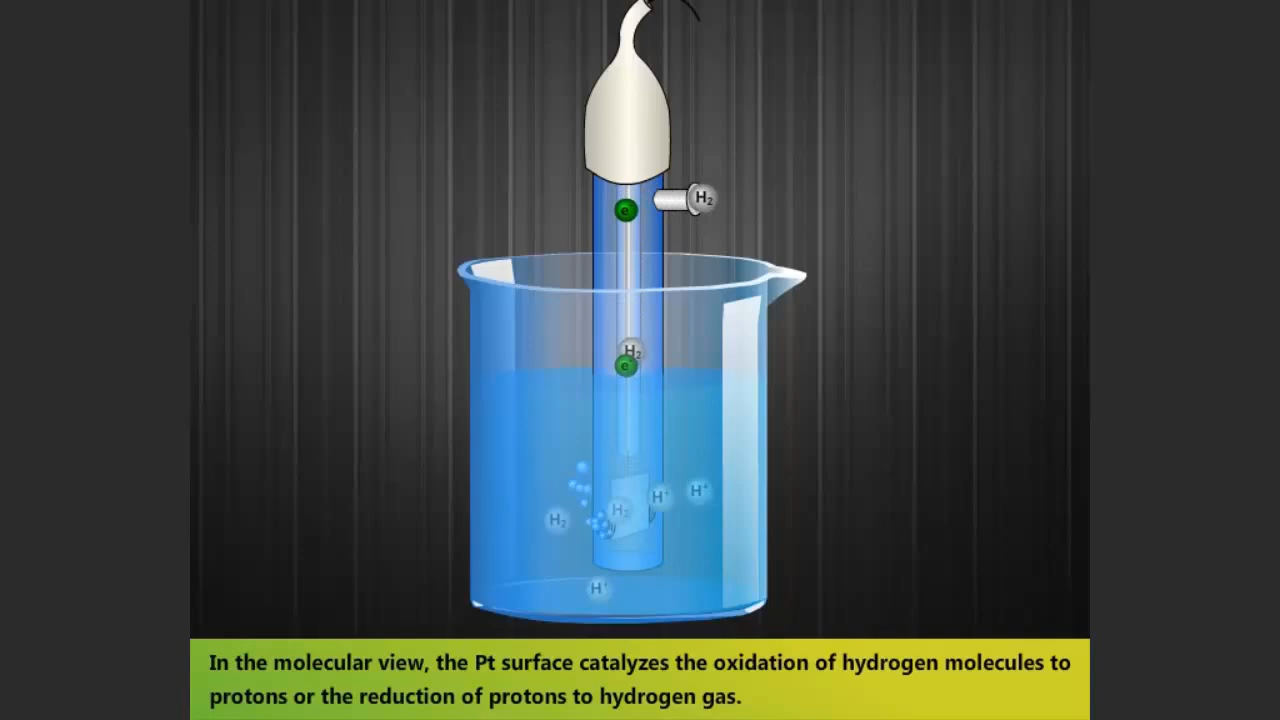 H₂
e
H₂
e
H⁺
H⁺
H₂
H₂
H⁺
In the molecular view, the Pt surface catalyzes the oxidation of hydrogen molecules to
protons or the reduction of protons to hydrogen gas.